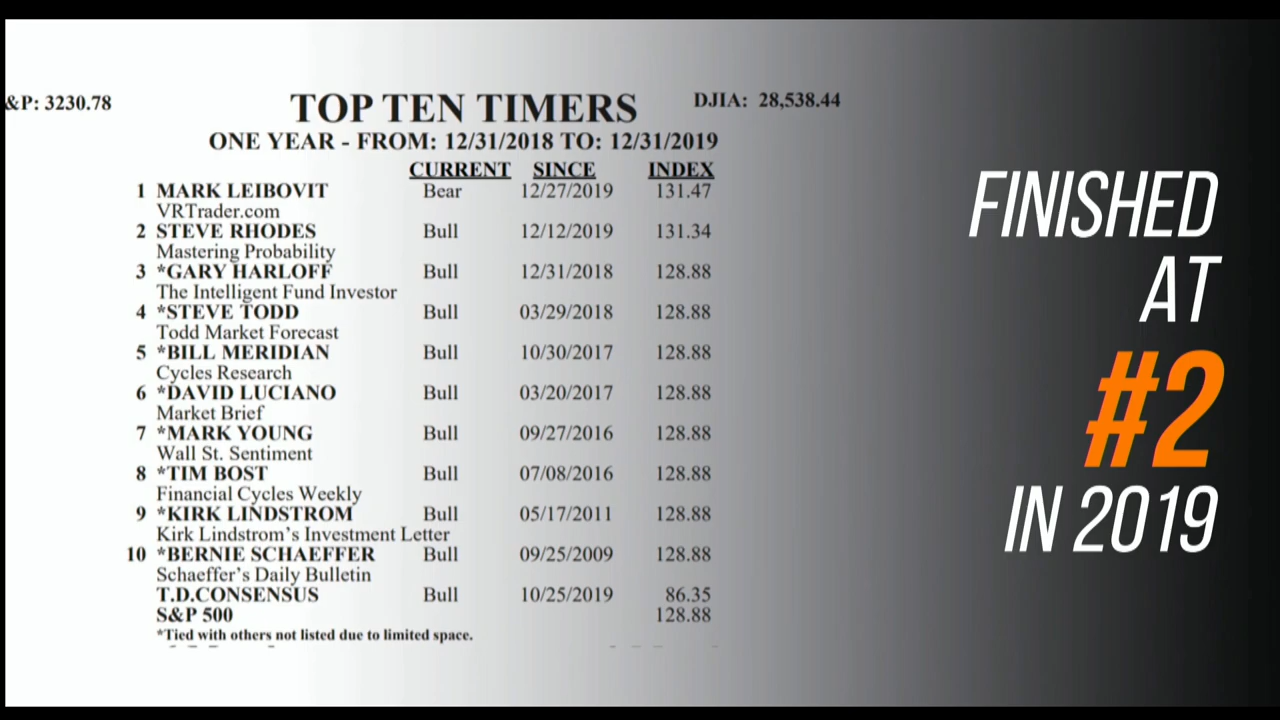 &P: 3230.78
TOP TEN TIMERS
DJIA: 28,538.44
ONE YEAR - FROM: 12/31/2018 TO: 12/31/2019
CURRENT SINCE INDEX
1 MARK LEIBOVIT Bear 12/27/2019 131.47
VRTrader.com
2 STEVE RHODES Bull 12/12/2019 131.34
Mastering Probability
3 *GARY HARLOFF Bull 12/31/2018 128.88
The Intelligent Fund Investor
4 *STEVE TODD Bull 03/29/2018 128.88
Todd Market Forecast
5 *BILL MERIDIAN Bull 10/30/2017 128.88
Cycles Research
6 *DAVID LUCIANO Bull 03/20/2017 128.88
Market Brief
7 *MARK YOUNG Bull 09/27/2016 128.88
Wall St. Sentiment
8 *TIM BOST Bull 07/08/2016 128.88
Financial Cycles Weekly
9 *KIRK LINDSTROM Bull 05/17/2011 128.88
Kirk Lindstrom's Investment Letter
10 *BERNIE SCHAEFFER Bull 09/25/2009 128.88
Schaeffer's Daily Bulletin
T.D.CONSENSUS Bull 10/25/2019 86.35
S&P 500 128.88
*Tied with others not listed due to limited space.
FINISHED
AT
#2
IN 2019